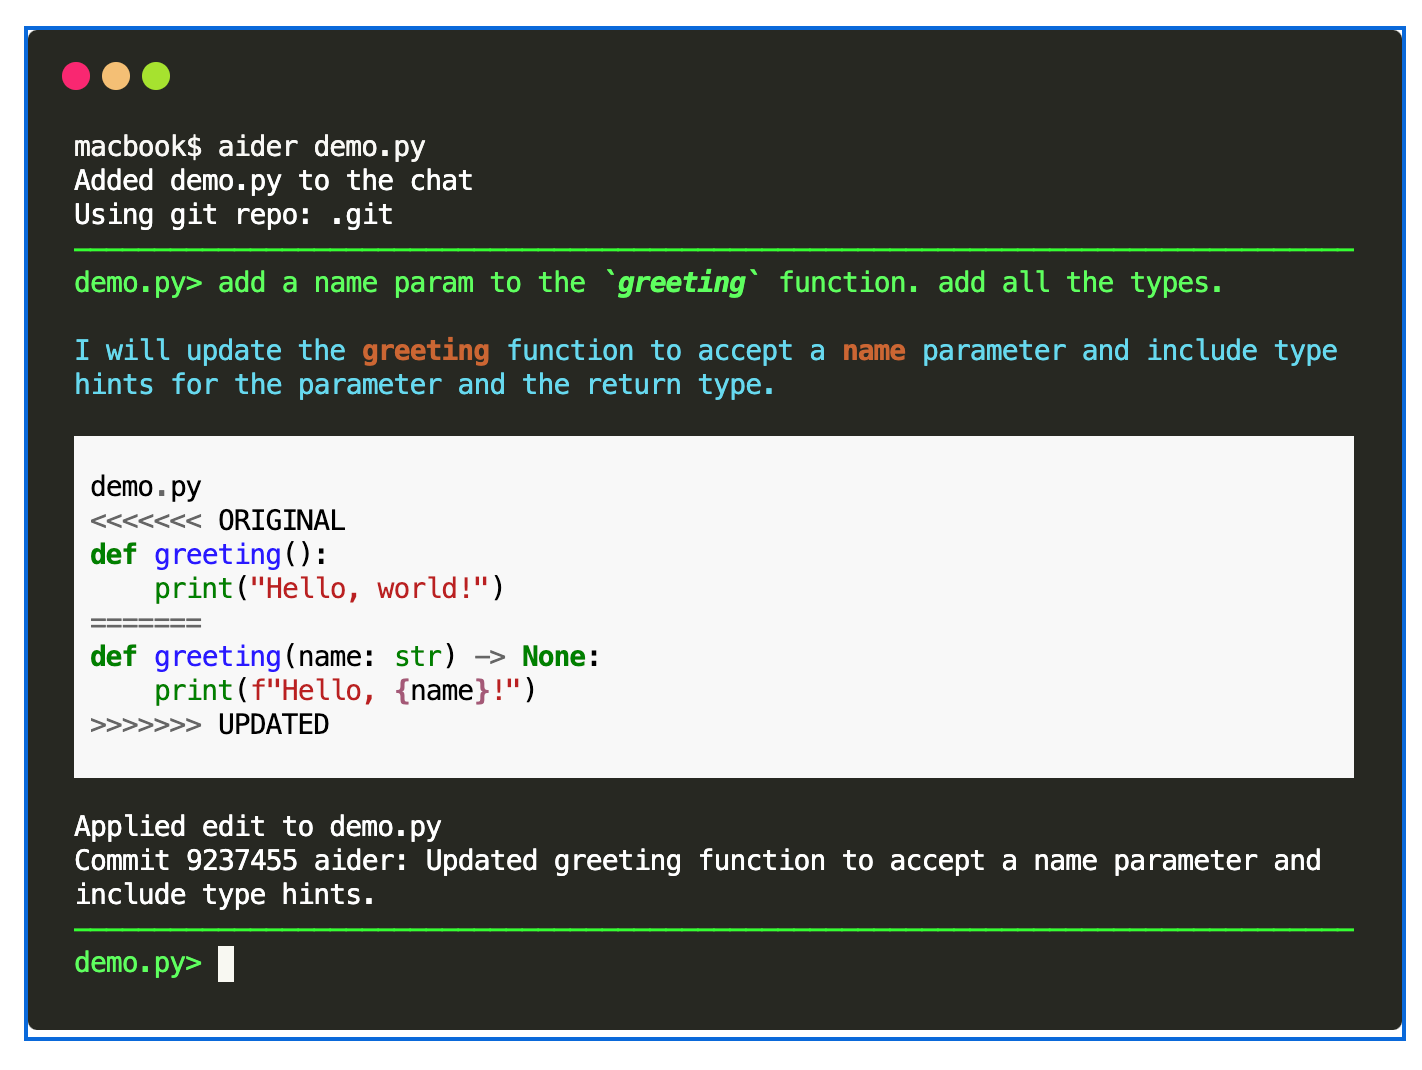 macbook$ aider demo.py
Added demo.py to the chat
Using git repo: .git
demo.py> add a name param to the `greeting` function. add all the types.
I will update the greeting function to accept a name parameter and include type
hints for the parameter and the return type.
demo.py
<<<<<<< ORIGINAL
def greeting():
    print("Hello, world!")
=======
def greeting(name: str) -> None:
    print(f"Hello, {name}!")
>>>>>>> UPDATED
Applied edit to demo.py
Commit 9237455 aider: Updated greeting function to accept a name parameter and
include type hints.
demo.py>